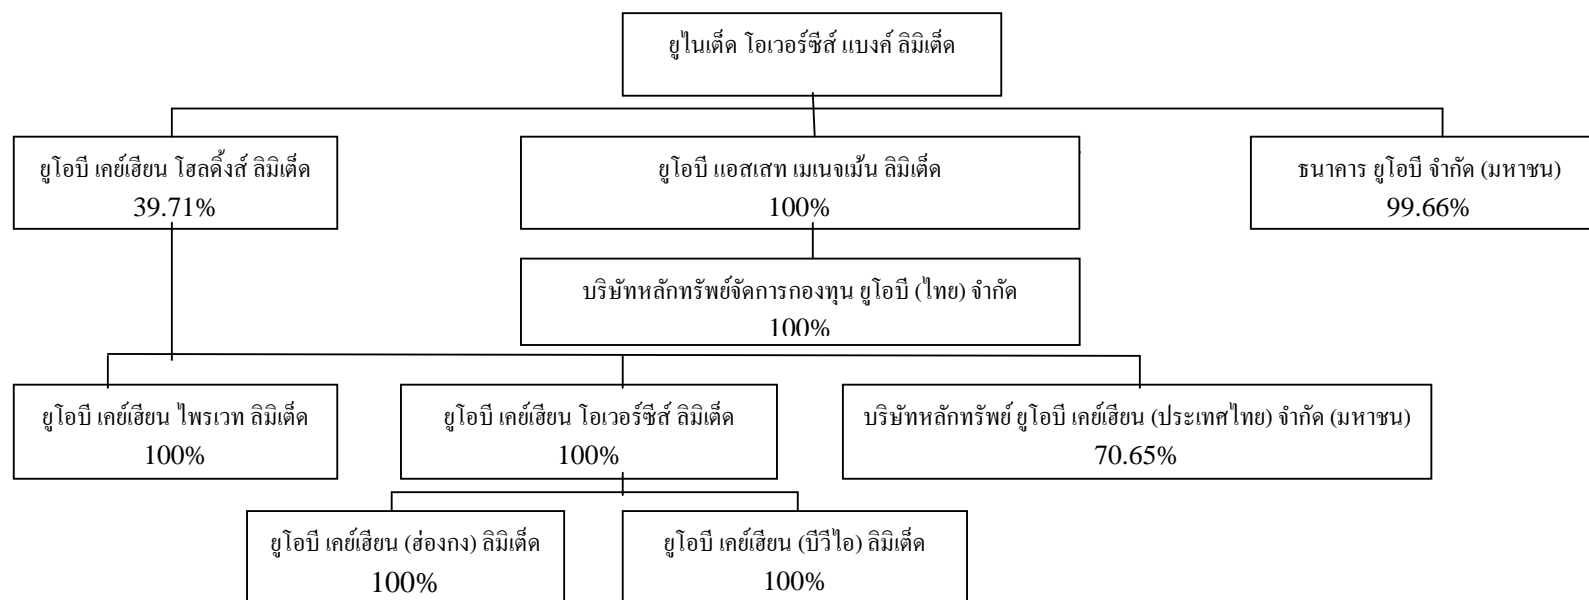 ยูไนเต็ด โอเวอร์ซีส์ แบงค์ ลิมิเต็ด
ยูโอบี เคย์เฮียน โฮลดิ้งส์ ลิมิเต็ด
39.71%
ยูโอบี แอสเสท เมเนจเม้น ลิมิเต็ด
100%
ธนาคาร ยูโอบี จำกัด (มหาชน)
99.66%
บริษัทหลักทรัพย์จัดการกองทุน ยูโอบี (ไทย) จำกัด
100%
ยูโอบี เคย์เฮียน ไพรเวท ลิมิเต็ด
100%
ยูโอบี เคย์เฮียน โอเวอร์ซีส์ ลิมิเต็ด
100%
บริษัทหลักทรัพย์ ยูโอบี เคย์เฮียน (ประเทศไทย) จำกัด (มหาชน)
70.65%
ยูโอบี เคย์เฮียน (ฮ่องกง) ลิมิเต็ด
100%
ยูโอบี เคย์เฮียน (บีวีไอ) ลิมิเต็ด
100%